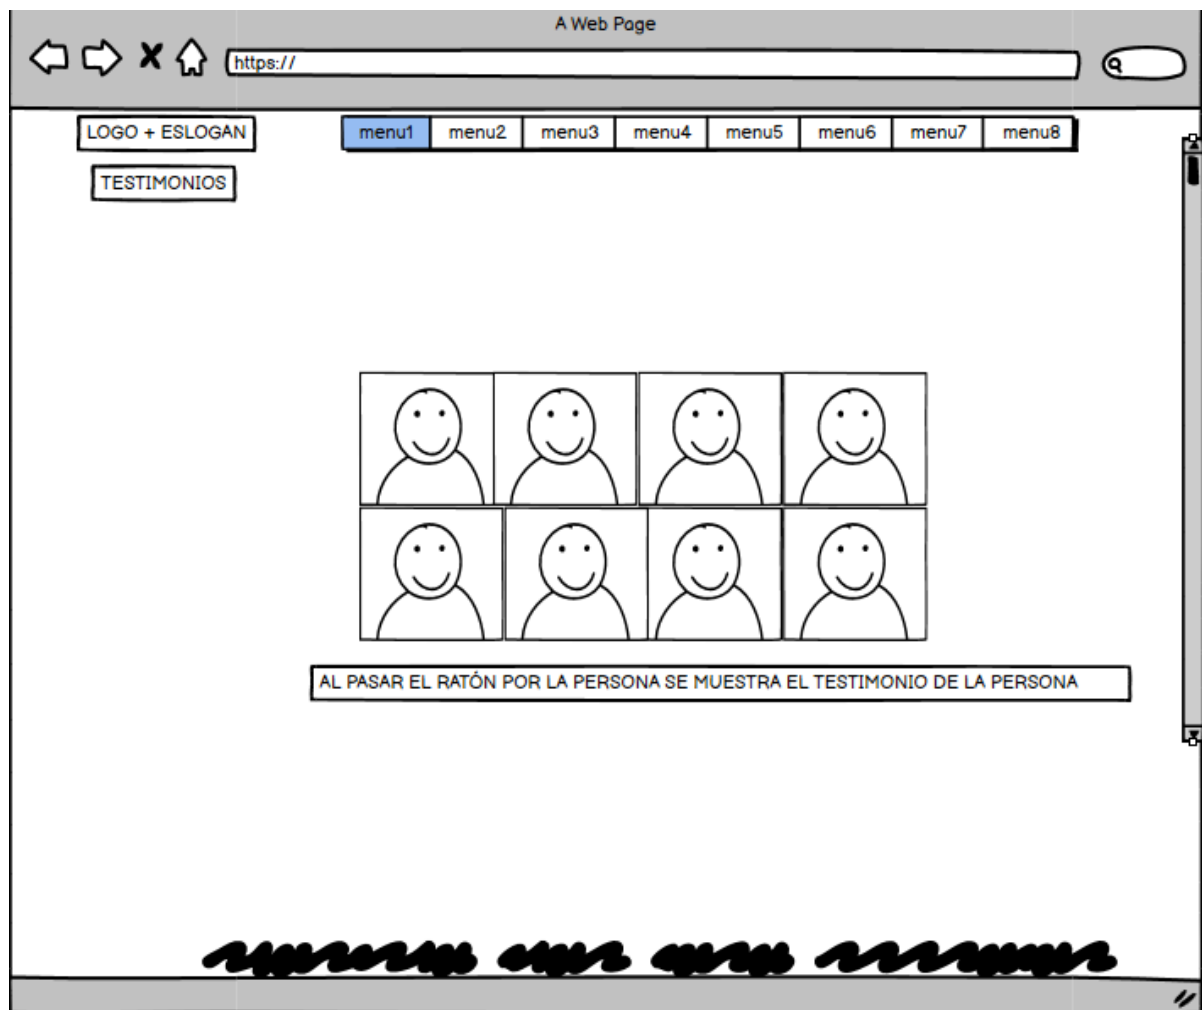 A Web Page
https://
LOGO + ESLOGAN
menu1 menu2 menu3 menu4 menu5 menu6 menu7 menu8
TESTIMONIOS
AL PASAR EL RATÓN POR LA PERSONA SE MUESTRA EL TESTIMONIO DE LA PERSONA